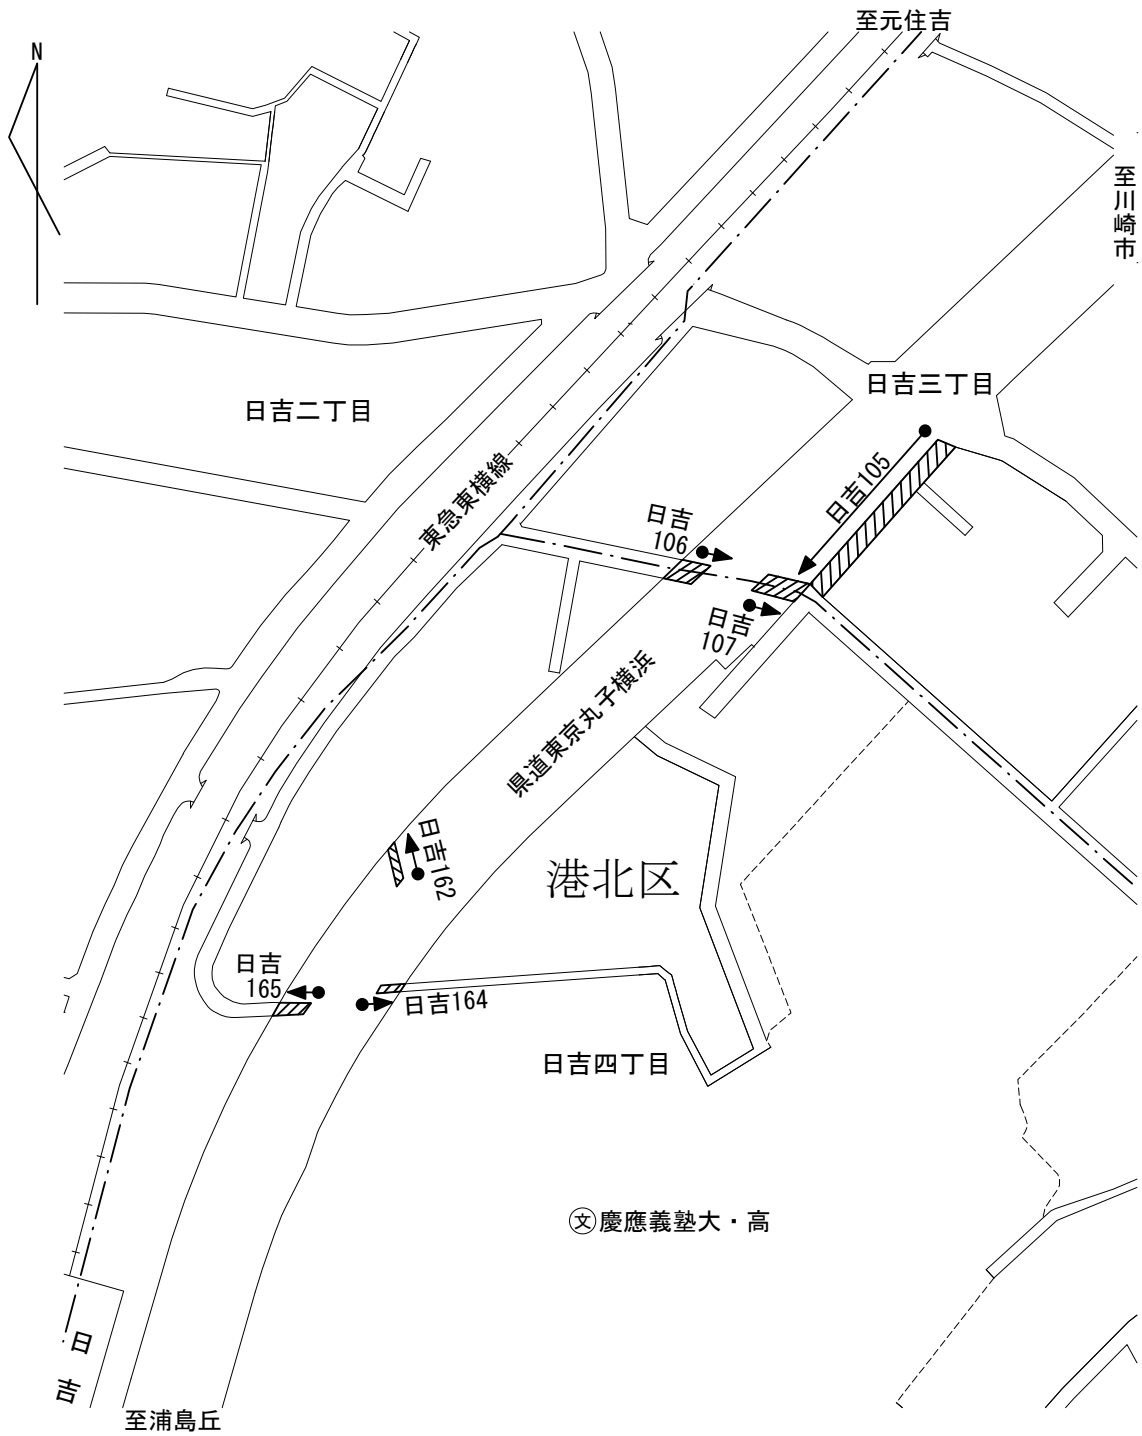 至元住吉
N
至川崎市
日吉三丁目
日吉二丁目
東急東横線
日吉105
日吉
106
日吉
107
県道東京丸子横浜
日吉162
港北区
日吉
165
日吉164
日吉四丁目
文慶應義塾大・高
日吉
至浦島丘